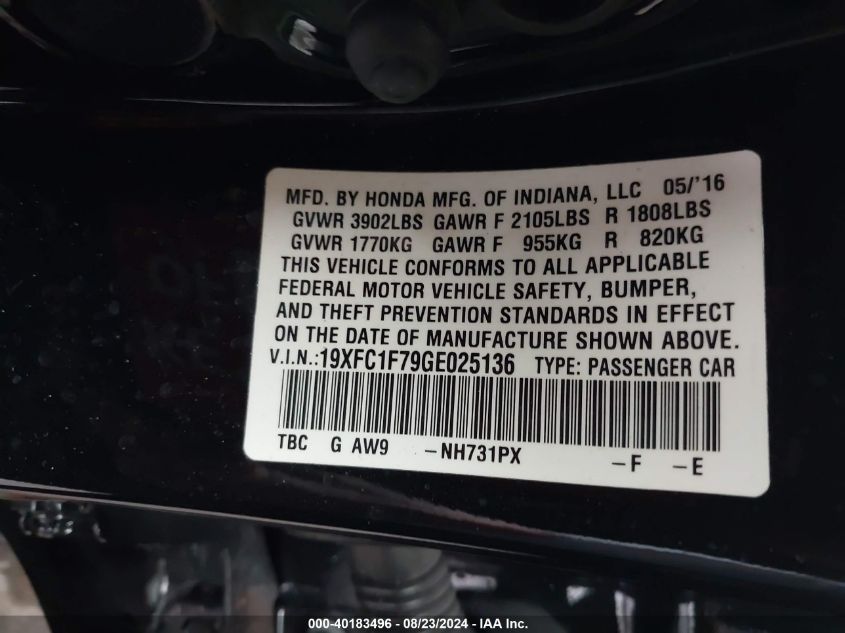 MFD. BY HONDA MFG. OF INDIANA, LLC 05/'16
GVWR 3902LBS GAWR F 2105LBS R 1808LBS
GVWR 1770KG GAWR F 955KG R 820KG
THIS VEHICLE CONFORMS TO ALL APPLICABLE
FEDERAL MOTOR VEHICLE SAFETY, BUMPER,
AND THEFT PREVENTION STANDARDS IN EFFECT
ON THE DATE OF MANUFACTURE SHOWN ABOVE.
V.I.N.:19XFC1F79GE025136 TYPE: PASSENGER CAR
TBC G AW9 –NH731PX –F –E
000-40183496 - 08/23/2024 - IAA Inc.